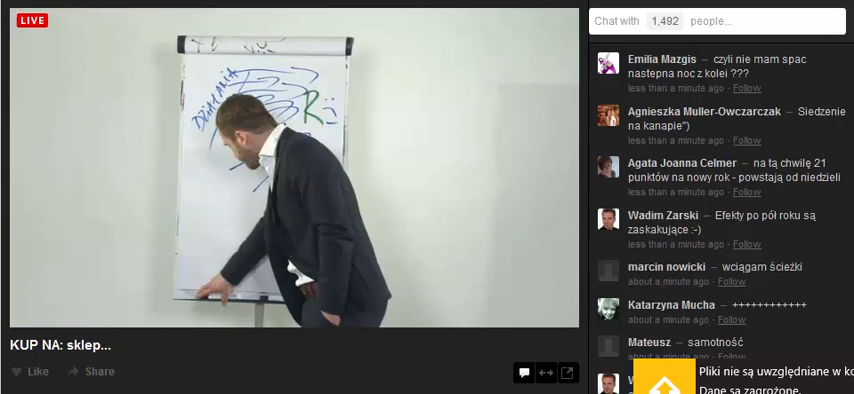 LIVE
DZIAŁANIA
R
KUP NA: sklep...
Like Share
Chat with 1,492 people...
Emilia Mazgis – czyli nie mam spac
nastepna noc z kolei ???
less than a minute ago · Follow
Agnieszka Muller-Owczarczak – Siedzenie
na kanapie")
less than a minute ago · Follow
Agata Joanna Celmer – na tą chwilę 21
punktów na nowy rok - powstają od niedzieli
less than a minute ago · Follow
Wadim Zarski – Efekty po pół roku są
zaskakujące :-)
less than a minute ago · Follow
marcin nowicki – wciągam ścieżki
about a minute ago · Follow
Katarzyna Mucha – ++++++++++++
about a minute ago · Follow
Mateusz – samotność
about a minute ago · Follow
W
Pliki nie są uwzględniane w ko
Dane są zagrożone.